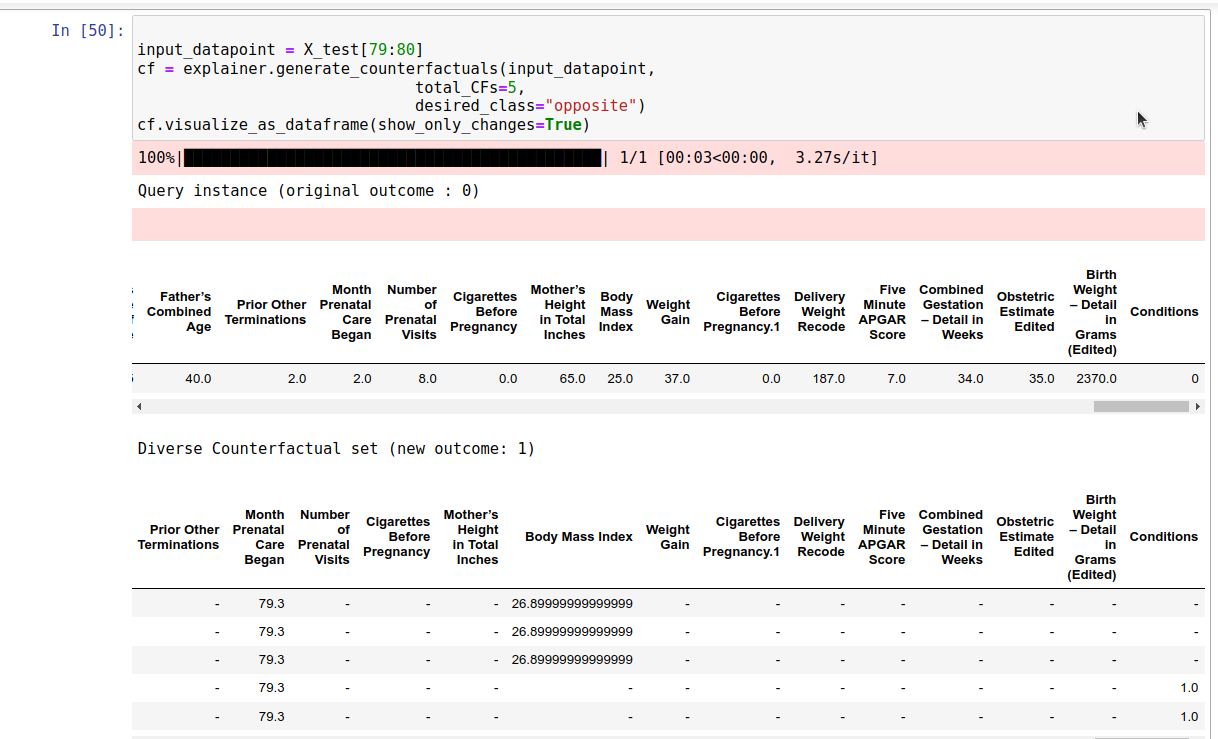 In [50]:
input_datapoint = X_test[79:80]
cf = explainer.generate_counterfactuals(input_datapoint,
total_CFs=5,
desired_class="opposite")
cf.visualize_as_dataframe(show_only_changes=True)
100%| | 1/1 [00:03<00:00, 3.27s/it]
Query instance (original outcome : 0)
Father's Combined Age Prior Other Terminations Month Prenatal Care Began Number of Prenatal Visits Cigarettes Before Pregnancy Mother's Height in Total Inches Body Mass Index Weight Gain Cigarettes Before Pregnancy.1 Delivery Weight Recode Five Minute APGAR Score Combined Gestation – Detail in Weeks Obstetric Estimate Edited Birth Weight – Detail in Grams (Edited) Conditions
40.0 2.0 2.0 8.0 0.0 65.0 25.0 37.0 0.0 187.0 7.0 34.0 35.0 2370.0 0
Diverse Counterfactual set (new outcome: 1)
Prior Other Terminations Month Prenatal Care Began Number of Prenatal Visits Cigarettes Before Pregnancy Mother's Height in Total Inches Body Mass Index Weight Gain Cigarettes Before Pregnancy.1 Delivery Weight Recode Five Minute APGAR Score Combined Gestation – Detail in Weeks Obstetric Estimate Edited Birth Weight – Detail in Grams (Edited) Conditions
- 79.3 - - - 26.89999999999999 - - - - - - - -
- 79.3 - - - 26.89999999999999 - - - - - - - -
- 79.3 - - - 26.89999999999999 - - - - - - - -
- 79.3 - - - - - - - - - - - 1.0
- 79.3 - - - - - - - - - - - 1.0